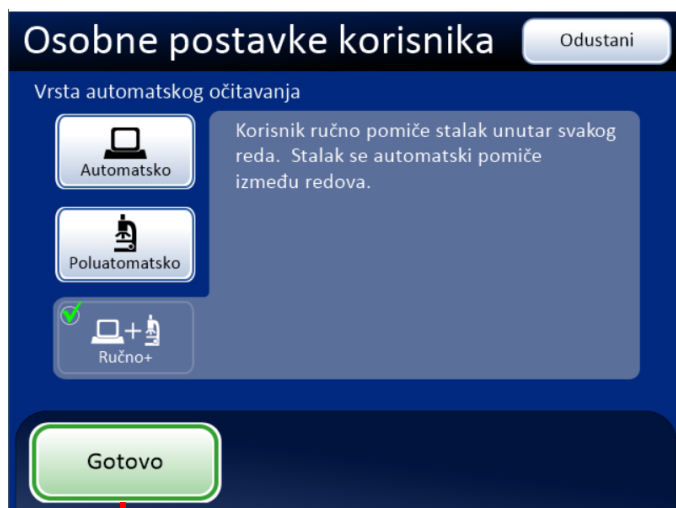 Osobne postavke korisnika
Odustani
Vrsta automatskog očitavanja
Automatsko
Korisnik ručno pomiče stalak unutar svakog
reda.  Stalak se automatski pomiče
između redova.
Poluatomatsko
Ručno+
Gotovo